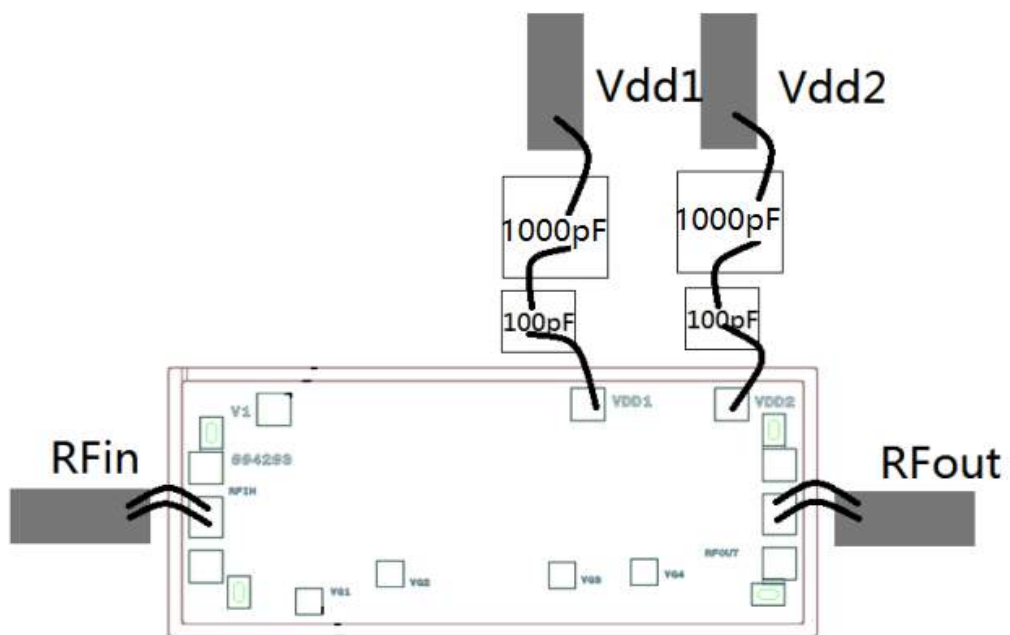 Vdd1 Vdd2
1000pF 1000pF
100pF 100pF
V1 VDD1 VDD2
RFin RFout
RFIN
RFOUT
VG1 VG2 VG3 VG4